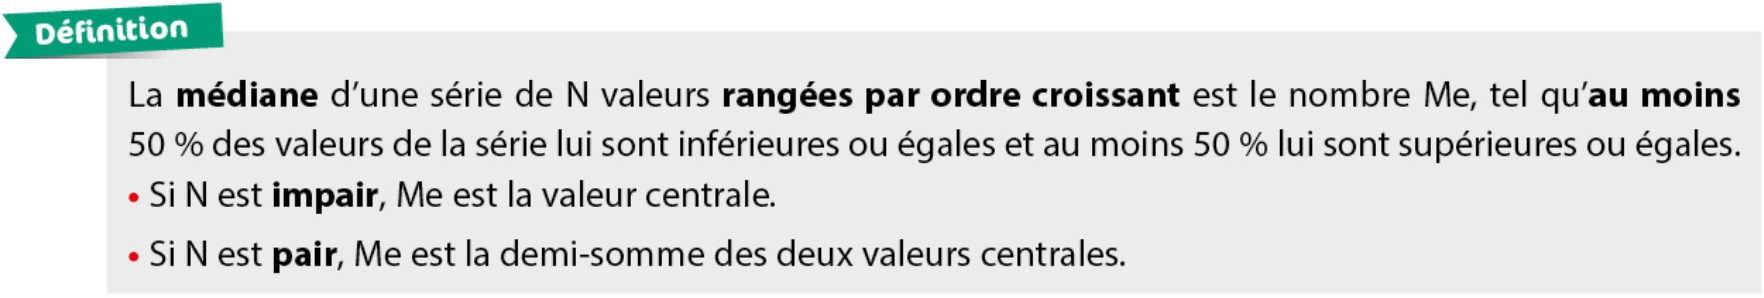 Définition
La médiane d’une série de N valeurs rangées par ordre croissant est le nombre Me, tel qu’au moins
50 % des valeurs de la série lui sont inférieures ou égales et au moins 50 % lui sont supérieures ou égales.
• Si N est impair, Me est la valeur centrale.
• Si N est pair, Me est la demi-somme des deux valeurs centrales.